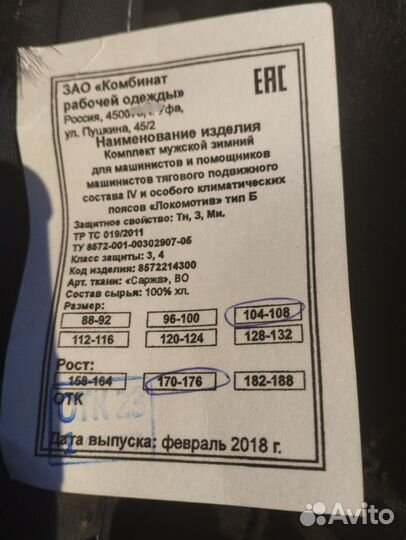 ЗАО «Комбинат
рабочей одежды»
EAC
Россия, 4500 г. Уфа,
ул. Пушкина, 45/2
Наименование изделия
Комплект мужской зимний
для машинистов и помощников
машинистов тягового подвижного
состава IV и особого климатических
поясов «Локомотив» тип Б
Защитное свойство: Тн, З, Ми.
ТР ТС 019/2011
ТУ 8572-001-00302907-05
Класс защиты: 3, 4
Код изделия: 8572214300
Арт. ткани: «Саржа», ВО
Состав сырья: 100% хл.
Размер:
88-92 96-100 104-108
112-116 120-124 128-132
Рост:
158-164 170-176 182-188
ОТК
ОТК 23
1
Дата выпуска: февраль 2018 г.
Avito